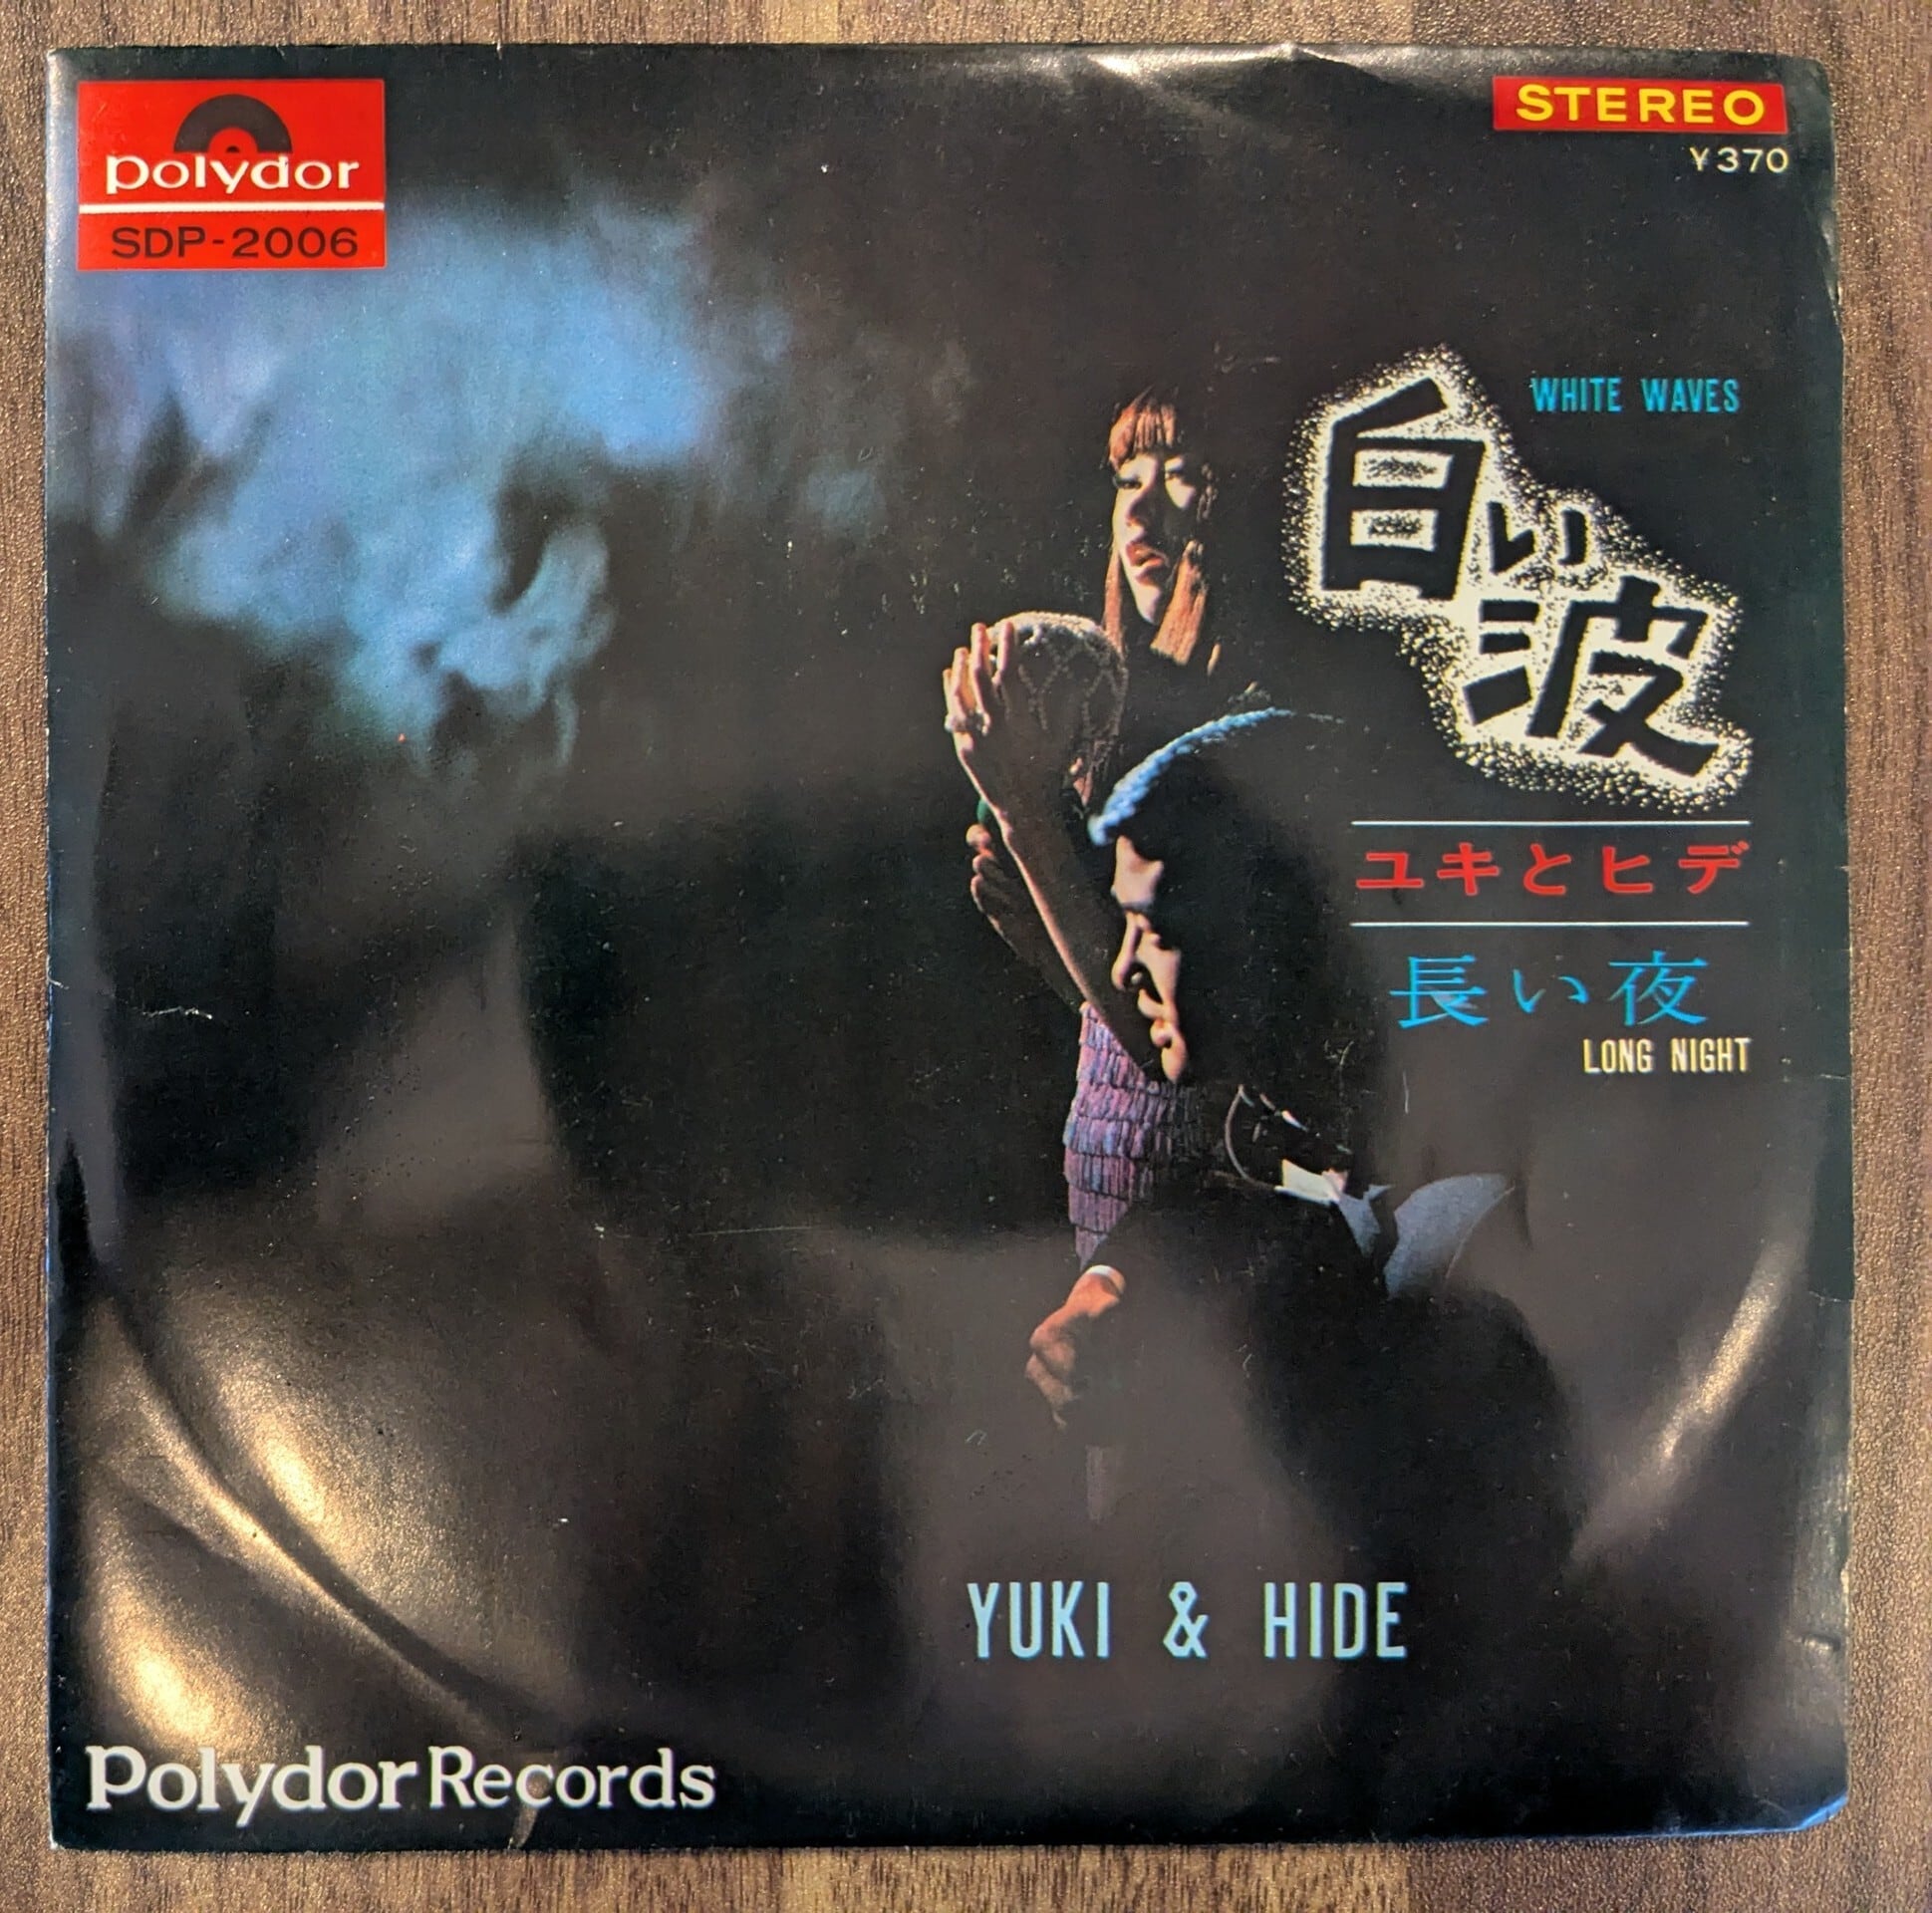 polydor
SDP-2006
STEREO
¥370
WHITE WAVES
白い波
ユキとヒデ
長い夜
LONG NIGHT
YUKI & HIDE
Polydor Records